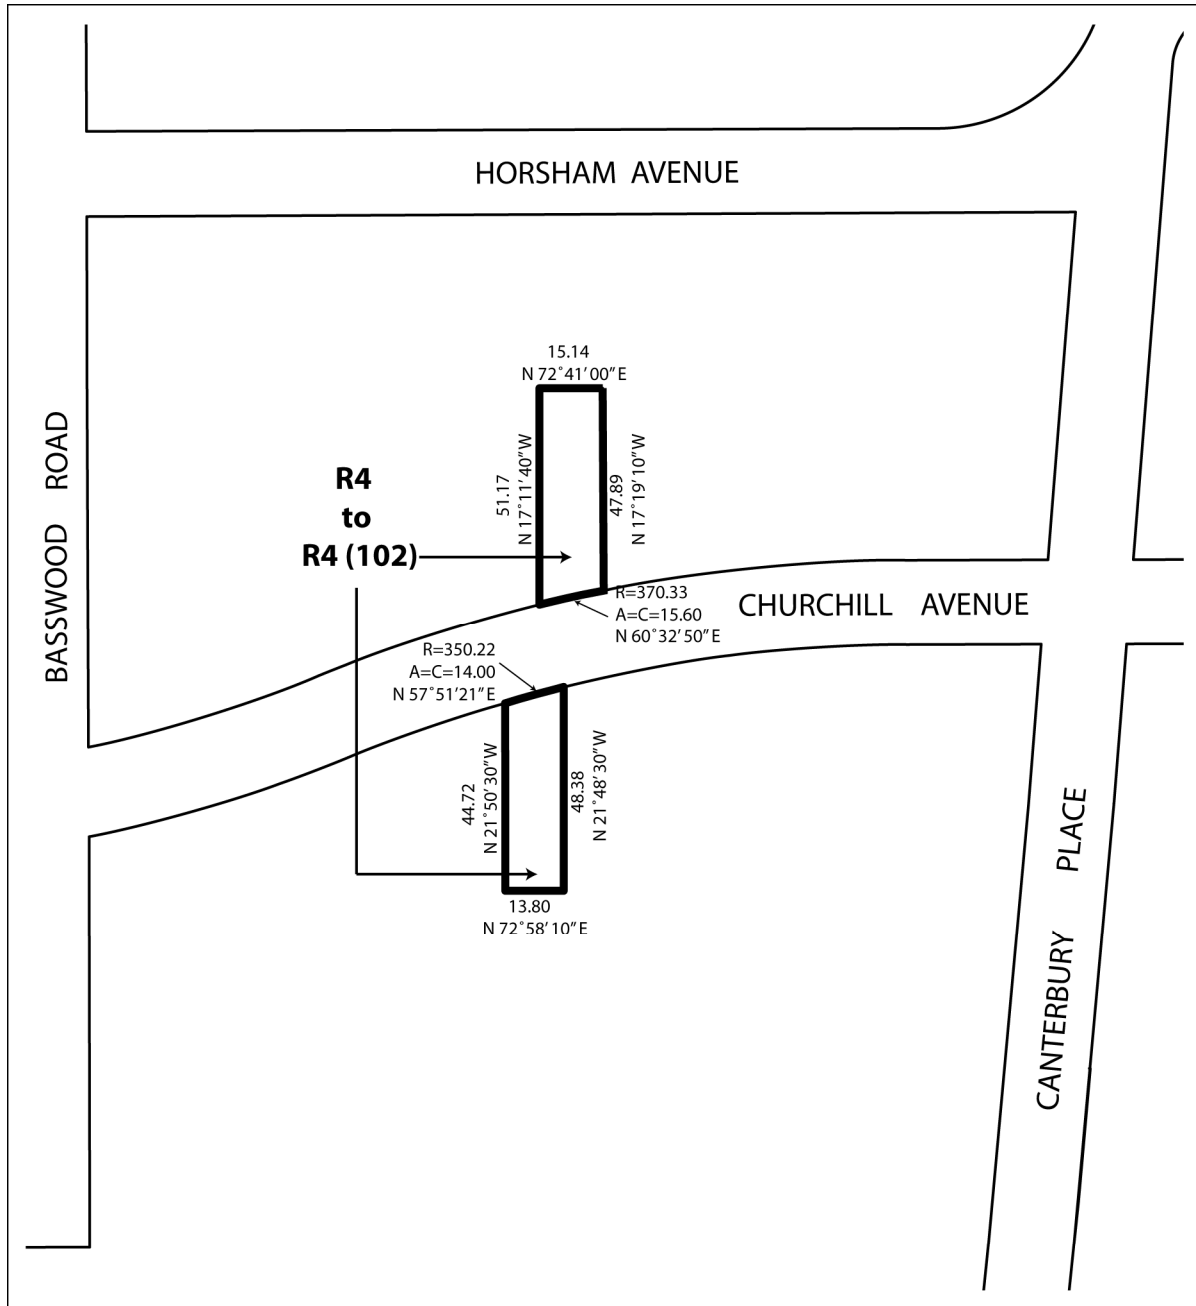 HORSHAM AVENUE
15.14
N 72°41'00"E
BASSWOOD ROAD
51.17
N 17°11'40"W
47.89
N 17°19'10"W
R4
to
R4 (102)
R=370.33
A=C=15.60
N 60°32'50"E
CHURCHILL AVENUE
R=350.22
A=C=14.00
N 57°51'21"E
44.72
N 21°50'30"W
48.38
N 21°48'30"W
13.80
N 72°58'10"E
CANTERBURY PLACE